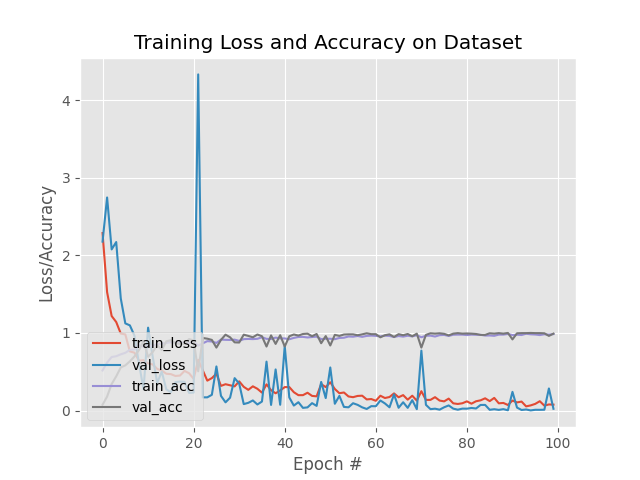 Training Loss and Accuracy on Dataset
Loss/Accuracy
4
3
2
1
0
train_loss
val_loss
train_acc
val_acc
0
20
40
60
80
100
Epoch #